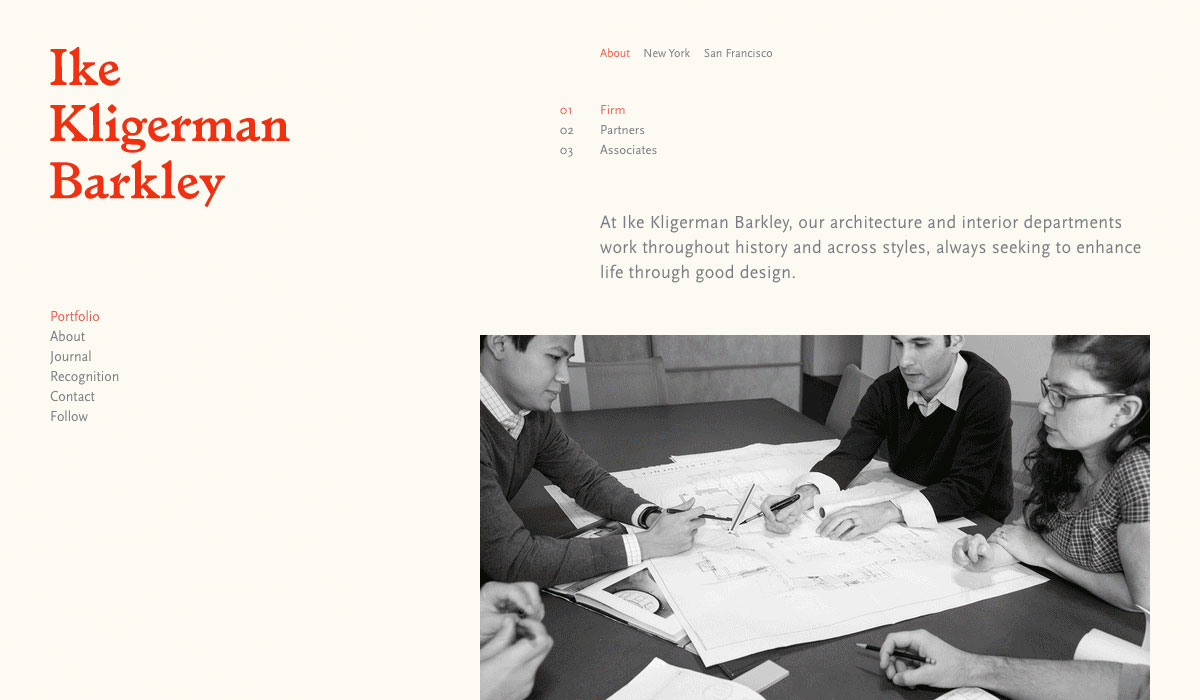 Ike
Kligerman
Barkley
About New York San Francisco
01 Firm
02 Partners
03 Associates
At Ike Kligerman Barkley, our architecture and interior departments
work throughout history and across styles, always seeking to enhance
life through good design.
Portfolio
About
Journal
Recognition
Contact
Follow